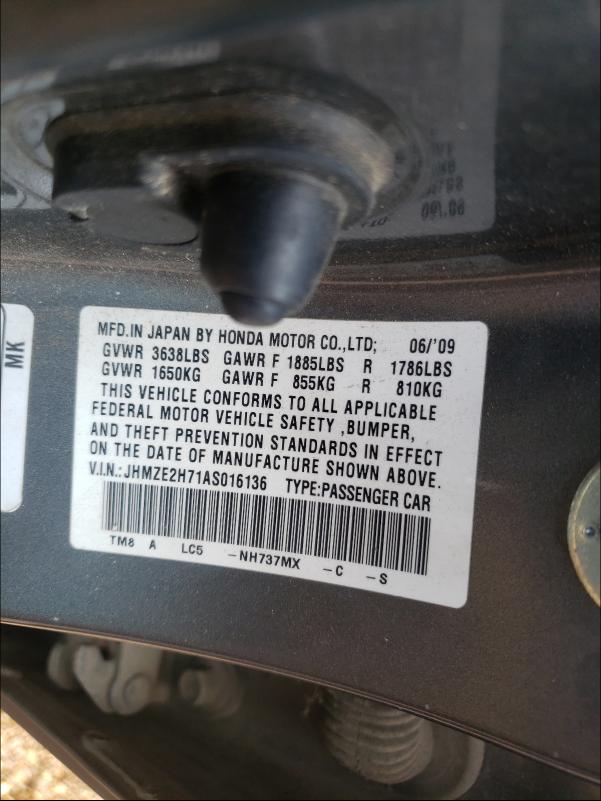 MFD.IN JAPAN BY HONDA MOTOR CO.,LTD; 06/'09
GVWR 3638LBS GAWR F 1885LBS R 1786LBS
GVWR 1650KG GAWR F 855KG R 810KG
THIS VEHICLE CONFORMS TO ALL APPLICABLE
FEDERAL MOTOR VEHICLE SAFETY ,BUMPER,
AND THEFT PREVENTION STANDARDS IN EFFECT
ON THE DATE OF MANUFACTURE SHOWN ABOVE.
V.I.N.:JHMZE2H71AS016136 TYPE:PASSENGER CAR
TM8 A LC5 -NH737MX -C -S
MK